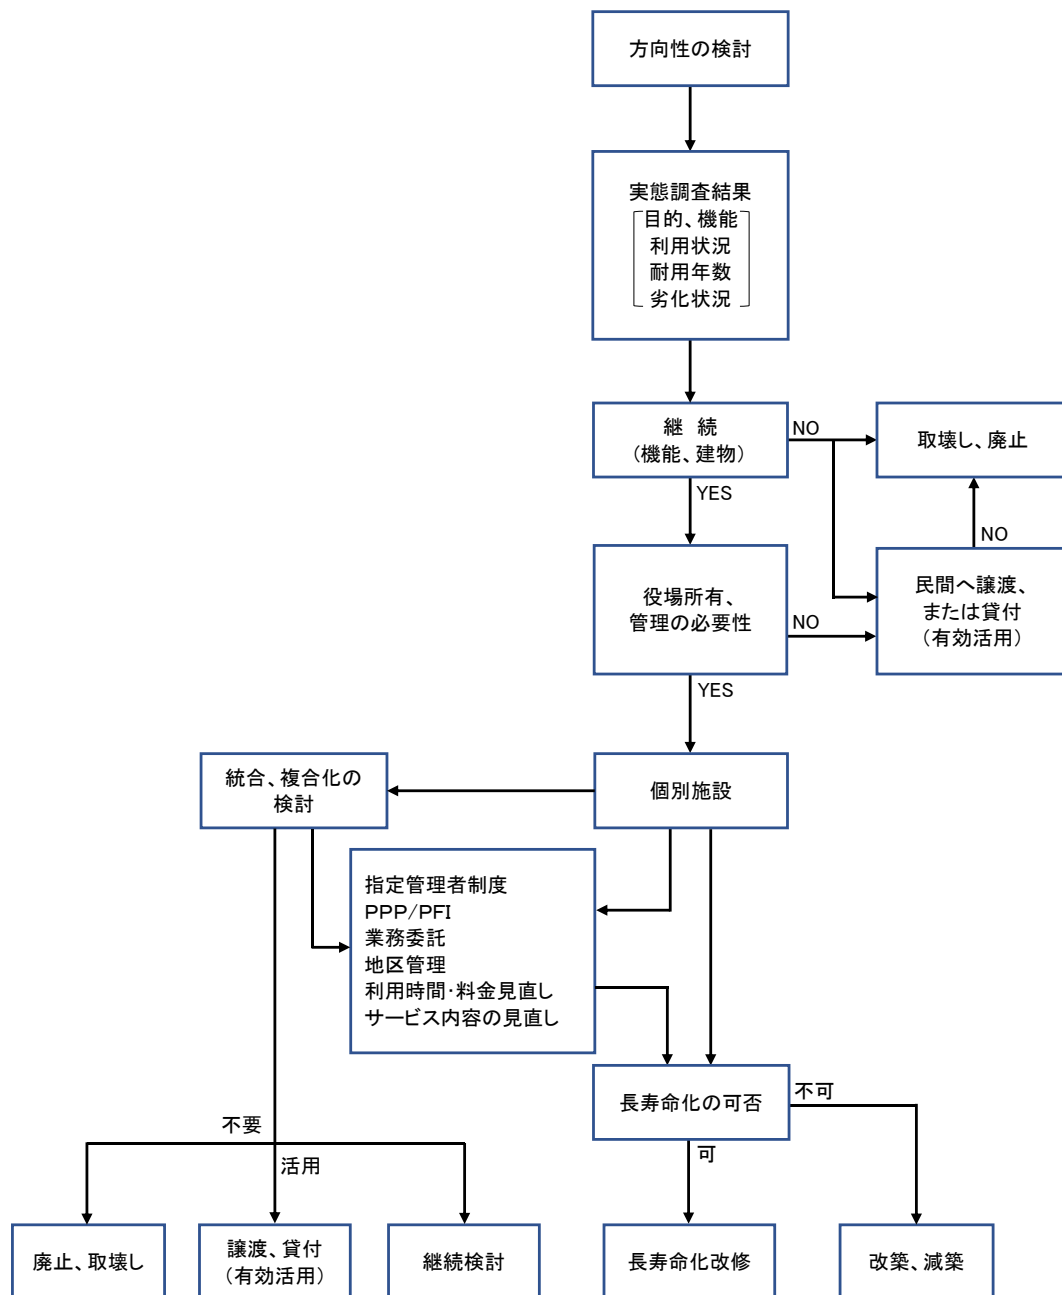 方向性の検討
実態調査結果
目的、機能
利用状況
耐用年数
劣化状況
継 続
(機能、建物)
NO
取壊し、廃止
YES
NO
役場所有、
管理の必要性
NO
民間へ譲渡、
または貸付
(有効活用)
YES
統合、複合化の
検討
個別施設
指定管理者制度
PPP/PFI
業務委託
地区管理
利用時間・料金見直し
サービス内容の見直し
長寿命化の可否
不可
不要
活用
可
廃止、取壊し
譲渡、貸付
(有効活用)
継続検討
長寿命化改修
改築、減築